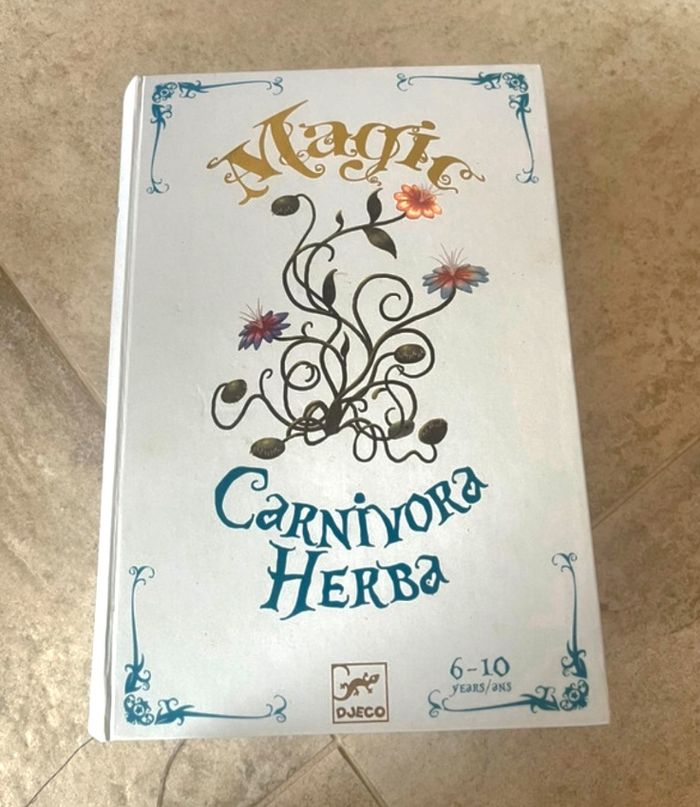 Magic
Carnivora
Herba
6-10
years/ans
DJECO